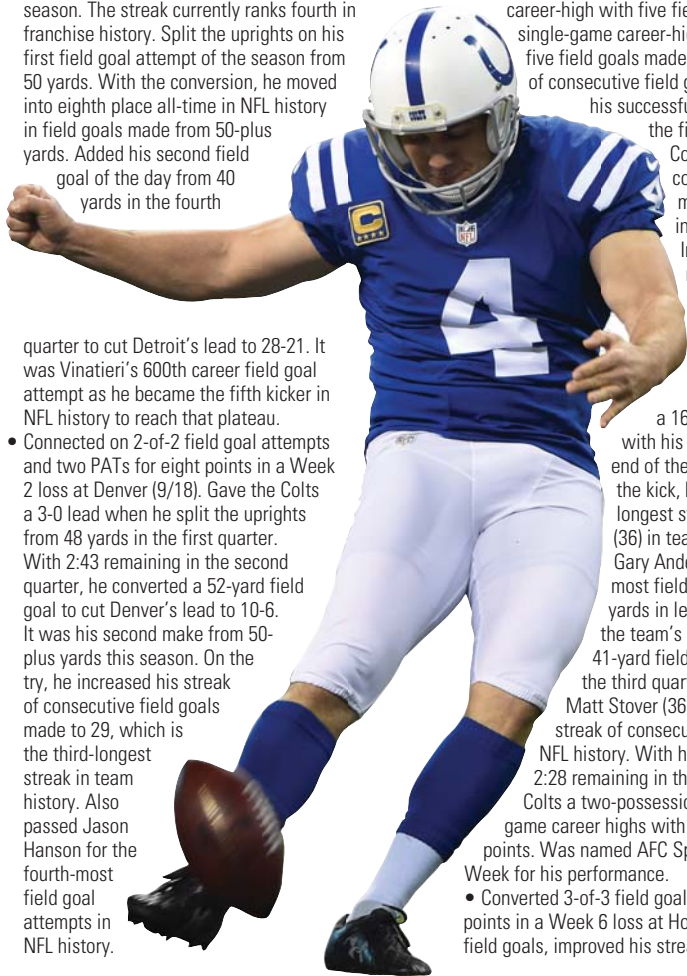 season. The streak currently ranks fourth in
franchise history. Split the uprights on his
first field goal attempt of the season from
50 yards. With the conversion, he moved
into eighth place all-time in NFL history
in field goals made from 50-plus
yards. Added his second field
goal of the day from 40
yards in the fourth
quarter to cut Detroit’s lead to 28-21. It
was Vinatieri’s 600th career field goal
attempt as he became the fifth kicker in
NFL history to reach that plateau.
• Connected on 2-of-2 field goal attempts
and two PATs for eight points in a Week
2 loss at Denver (9/18). Gave the Colts
a 3-0 lead when he split the uprights
from 48 yards in the first quarter.
With 2:43 remaining in the second
quarter, he converted a 52-yard field
goal to cut Denver’s lead to 10-6.
It was his second make from 50-
plus yards this season. On the
try, he increased his streak
of consecutive field goals
made to 29, which is
the third-longest
streak in team
history. Also
passed Jason
Hanson for the
fourth-most
field goal
attempts in
NFL history.
COLTS
C
NFL
4
4
career-high with five fie
single-game career-hig
five field goals made
of consecutive field g
his successfu
the fi
Co
co
m
in
a 16
with his
end of the
the kick,
longest s
(36) in tea
Gary Ande
most field
yards in le
the team’s
41-yard field
the third quar
Matt Stover (36
streak of consecu
NFL history. With h
2:28 remaining in th
Colts a two-possessio
game career highs with
points. Was named AFC Sp
Week for his performance.
• Converted 3-of-3 field goal
points in a Week 6 loss at Ho
field goals, improved his strea